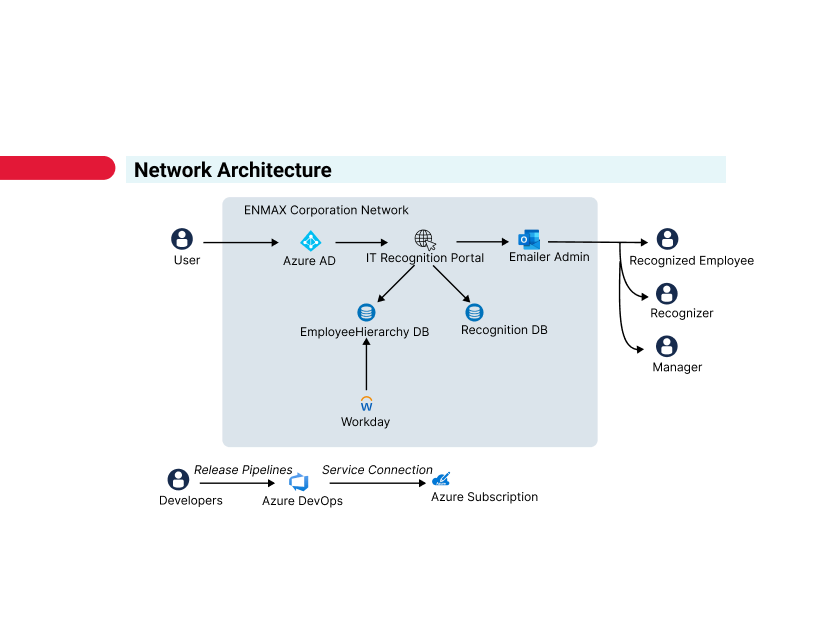 Network Architecture
ENMAX Corporation Network
User
Azure AD
IT Recognition Portal
Emailer Admin
Recognized Employee
Recognizer
Manager
EmployeeHierarchy DB
Recognition DB
W
Workday
Release Pipelines
Service Connection
Developers
Azure DevOps
Azure Subscription